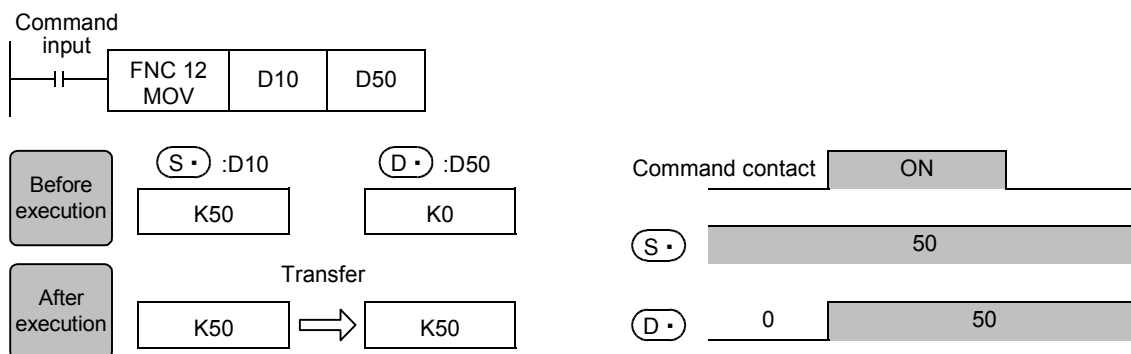 Command
input
FNC 12
MOV
D10
D50
Before
execution
S· :D10
D· :D50
K50
K0
After
execution
Transfer
K50
K50
Command contact
ON
S·
50
D·
0
50